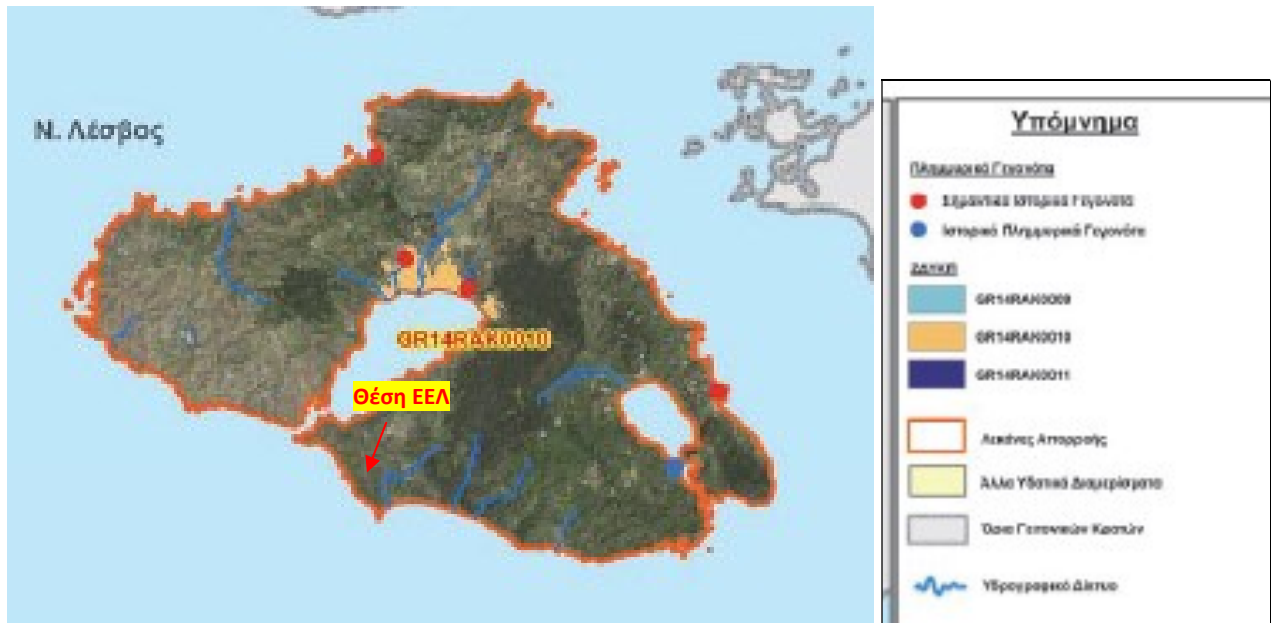 Ν. Λέσβος
GR14RAK0010
Θέση ΕΕΛ
Υπόμνημα
Πλημμυρικά Γεγονότα
Σημαντικά Ιστορικά Γεγονότα
Ιστορικά Πλημμυρικά Γεγονότα
ΖΔΥΚΠ
GR14RAK0009
GR14RAK0010
GR14RAK0011
Λεκάνες Απορροής
Άλλα Υδατικά Διαμερίσματα
Όρια Γειτονικών Κρατών
Υδρογραφικό Δίκτυο